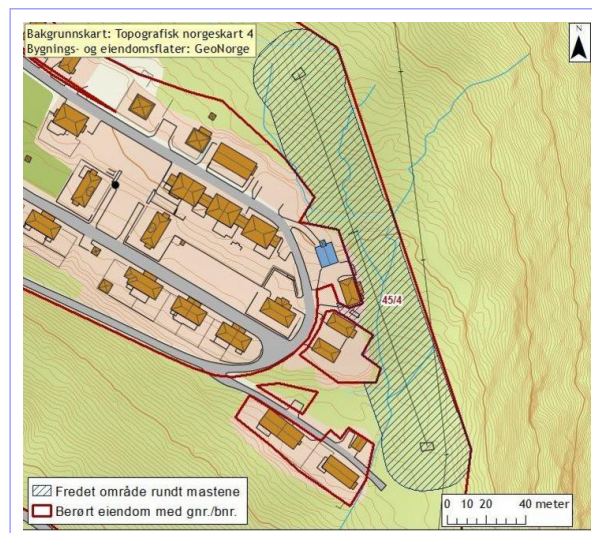 Bakgrunnskart: Topografisk norgeskart 4
Bygnings- og eiendomsflater: GeoNorge
N
45/4
Fredet område rundt mastene
Berørt eiendom med gnr./bnr.
0 10 20 40 meter